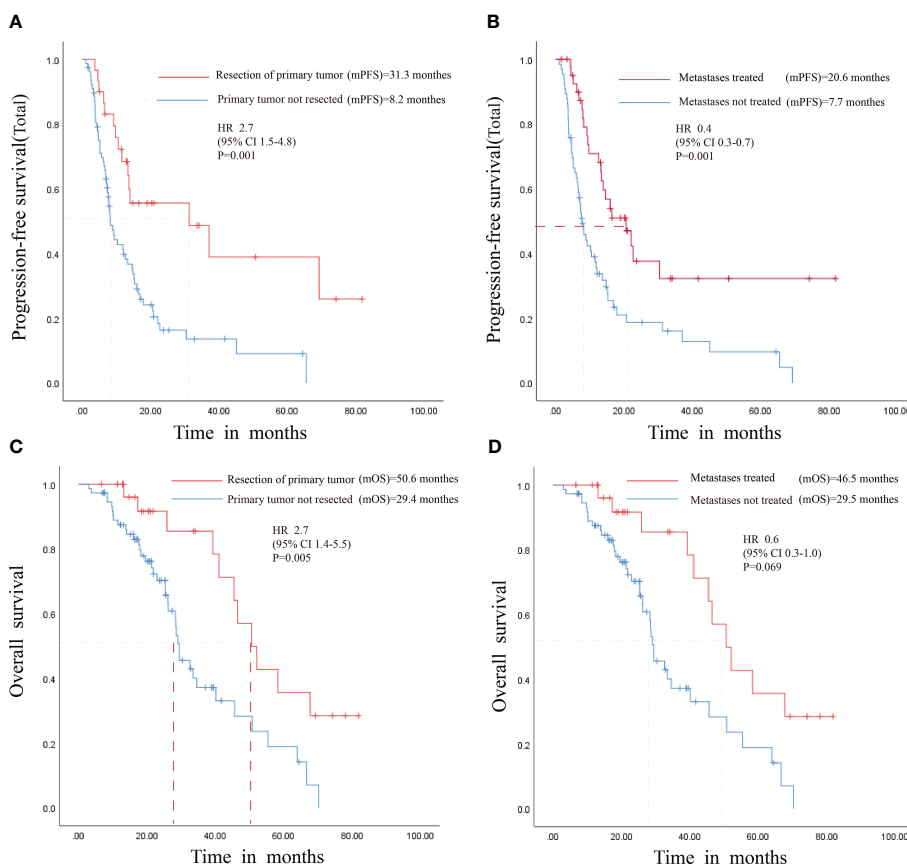 A
Resection of primary tumor (mPFS)=31.3 monthes
Primary tumor not resected (mPFS)=8.2 monthes
HR 2.7
(95% CI 1.5-4.8)
P=0.001
Progression-free survival(Total)
1.0
0.8
0.6
0.4
0.2
0.0
.00 20.00 40.00 60.00 80.00 100.00
Time in months
B
Metastases treated (mPFS)=20.6 monthes
Metastases not treated (mPFS)=7.7 monthes
HR 0.4
(95% CI 0.3-0.7)
P=0.001
Progression-free survival(Total)
1.0
0.8
0.6
0.4
0.2
0.0
.00 20.00 40.00 60.00 80.00 100.00
Time in months
C
Resection of primary tumor (mOS)=50.6 monthes
Primary tumor not resected (mOS)=29.4 monthes
HR 2.7
(95% CI 1.4-5.5)
P=0.005
Overall survival
1.0
0.8
0.6
0.4
0.2
0.0
.00 20.00 40.00 60.00 80.00 100.00
Time in months
D
Metastases treated (mOS)=46.5 monthes
Metastases not treated (mOS)=29.5 monthes
HR 0.6
(95% CI 0.3-1.0)
P=0.069
Overall survival
1.0
0.8
0.6
0.4
0.2
0.0
.00 20.00 40.00 60.00 80.00 100.00
Time in months